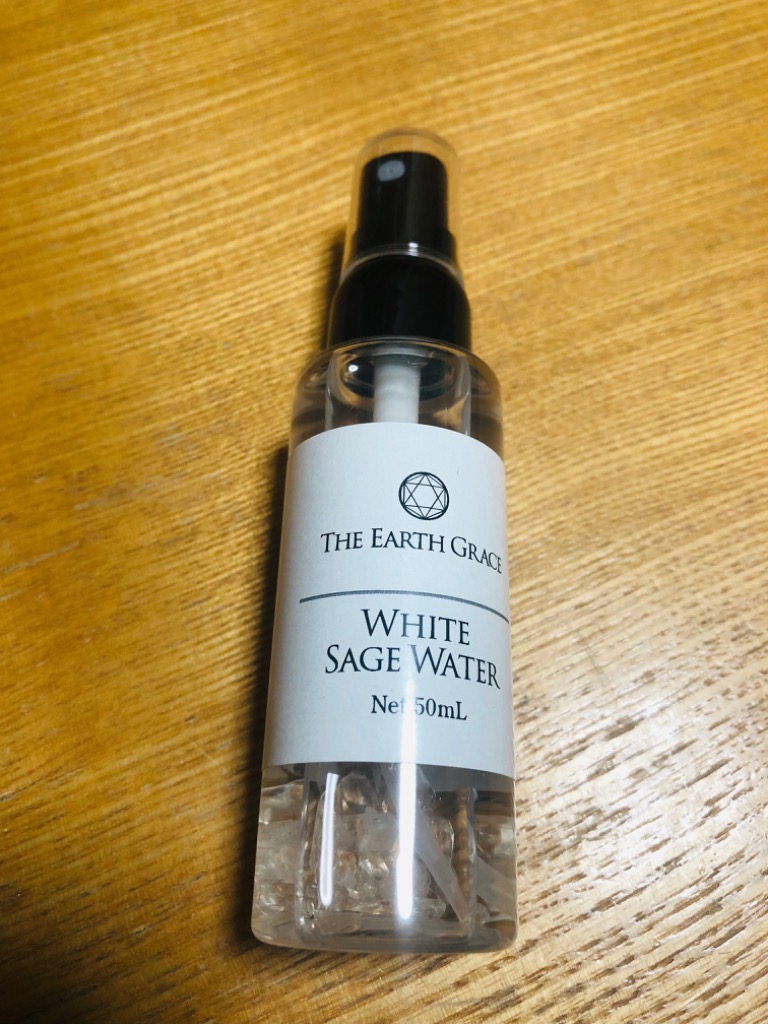 THE EARTH GRACE
WHITE
SAGE WATER
Net 50mL